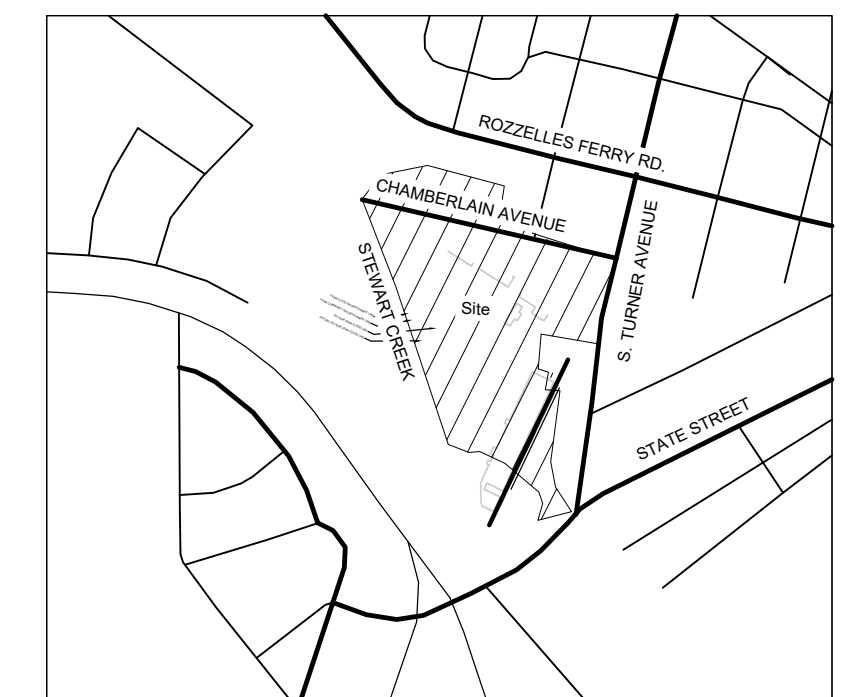 ROZZELLES FERRY RD.
CHAMBERLAIN AVENUE
STEWART CREEK
Site
S. TURNER AVENUE
STATE STREET